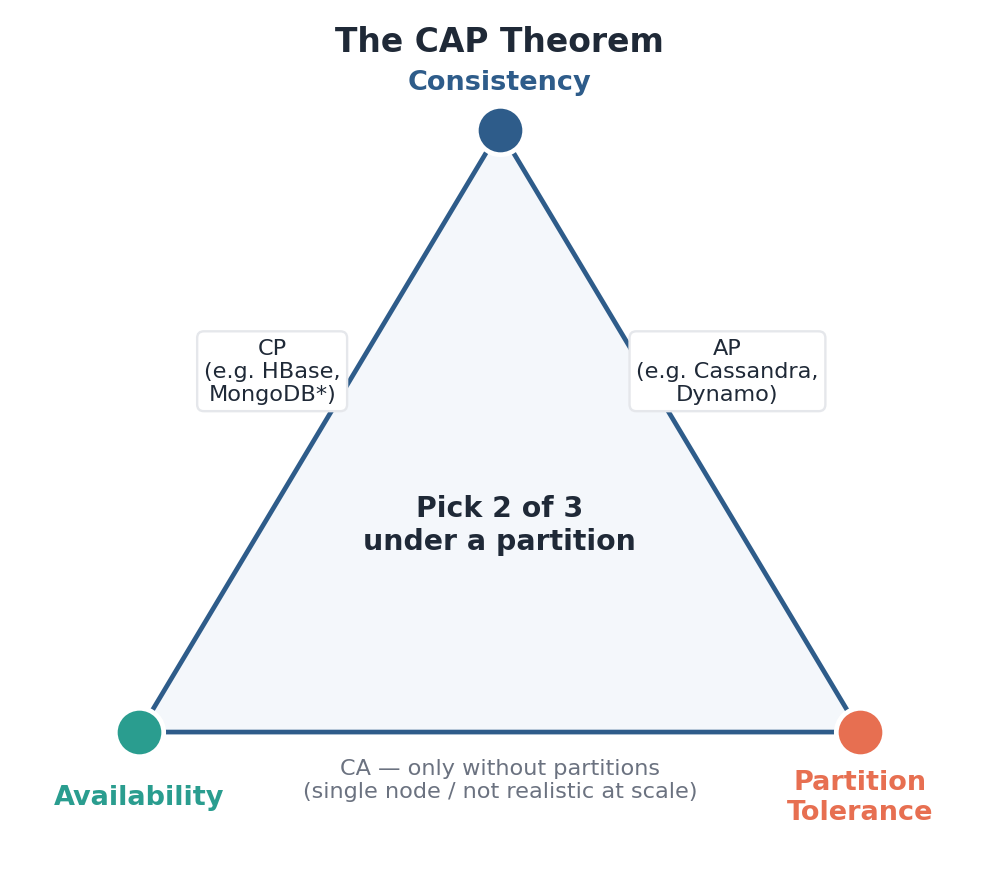 The CAP Theorem
Consistency
CP
(e.g. HBase,
MongoDB*)
AP
(e.g. Cassandra,
Dynamo)
Pick 2 of 3
under a partition
Availability
CA — only without partitions
(single node / not realistic at scale)
Partition
Tolerance